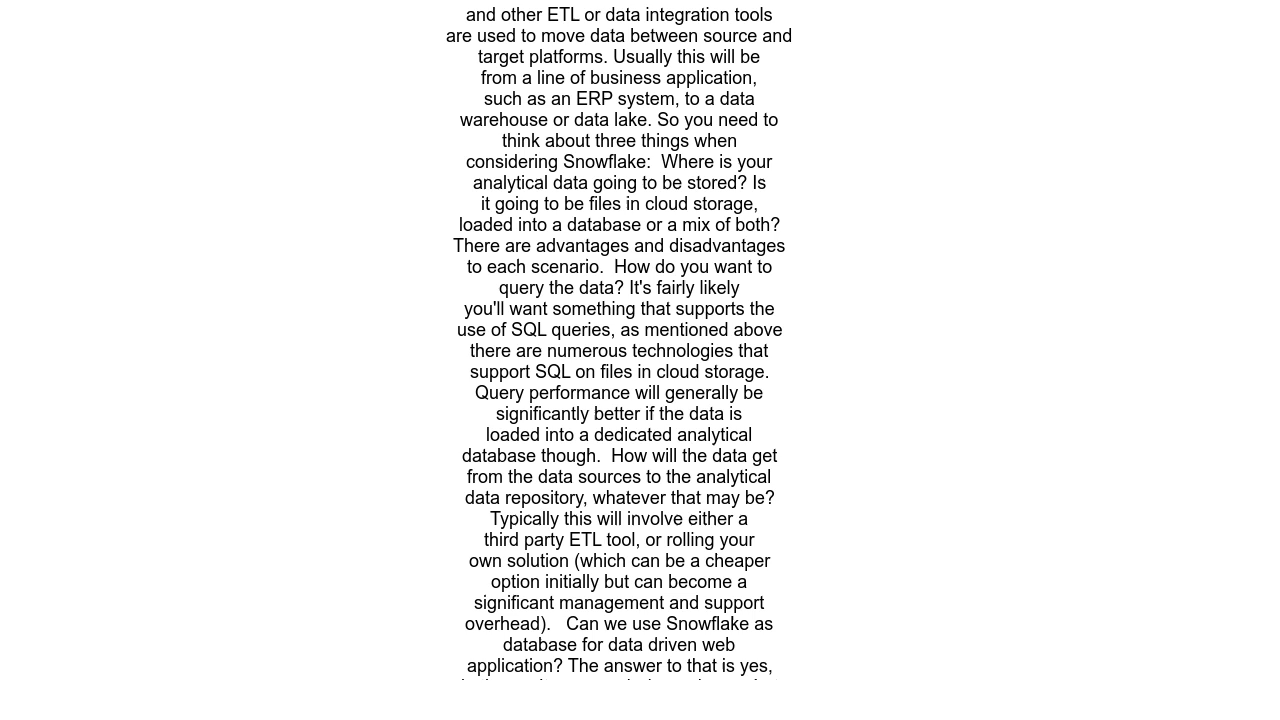 and other ETL or data integration tools
are used to move data between source and
target platforms. Usually this will be
from a line of business application,
such as an ERP system, to a data
warehouse or data lake. So you need to
think about three things when
considering Snowflake:  Where is your
analytical data going to be stored? Is
it going to be files in cloud storage,
loaded into a database or a mix of both?
There are advantages and disadvantages
to each scenario.  How do you want to
query the data? It's fairly likely
you'll want something that supports the
use of SQL queries, as mentioned above
there are numerous technologies that
support SQL on files in cloud storage.
Query performance will generally be
significantly better if the data is
loaded into a dedicated analytical
database though.  How will the data get
from the data sources to the analytical
data repository, whatever that may be?
Typically this will involve either a
third party ETL tool, or rolling your
own solution (which can be a cheaper
option initially but can become a
significant management and support
overhead).   Can we use Snowflake as
database for data driven web
application? The answer to that is yes,